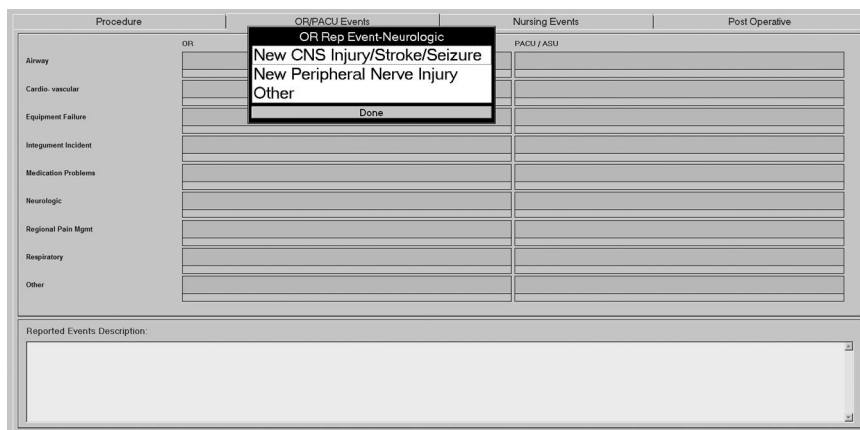 Procedure
OR/PACU Events
Nursing Events
Post Operative
OR Rep Event-Neurologic
New CNS Injury/Stroke/Seizure
New Peripheral Nerve Injury
Other
Done
OR
PACU / ASU
Airway
Cardio- vascular
Equipment Failure
Integument Incident
Medication Problems
Neurologic
Regional Pain Mgmt
Respiratory
Other
Reported Events Description: